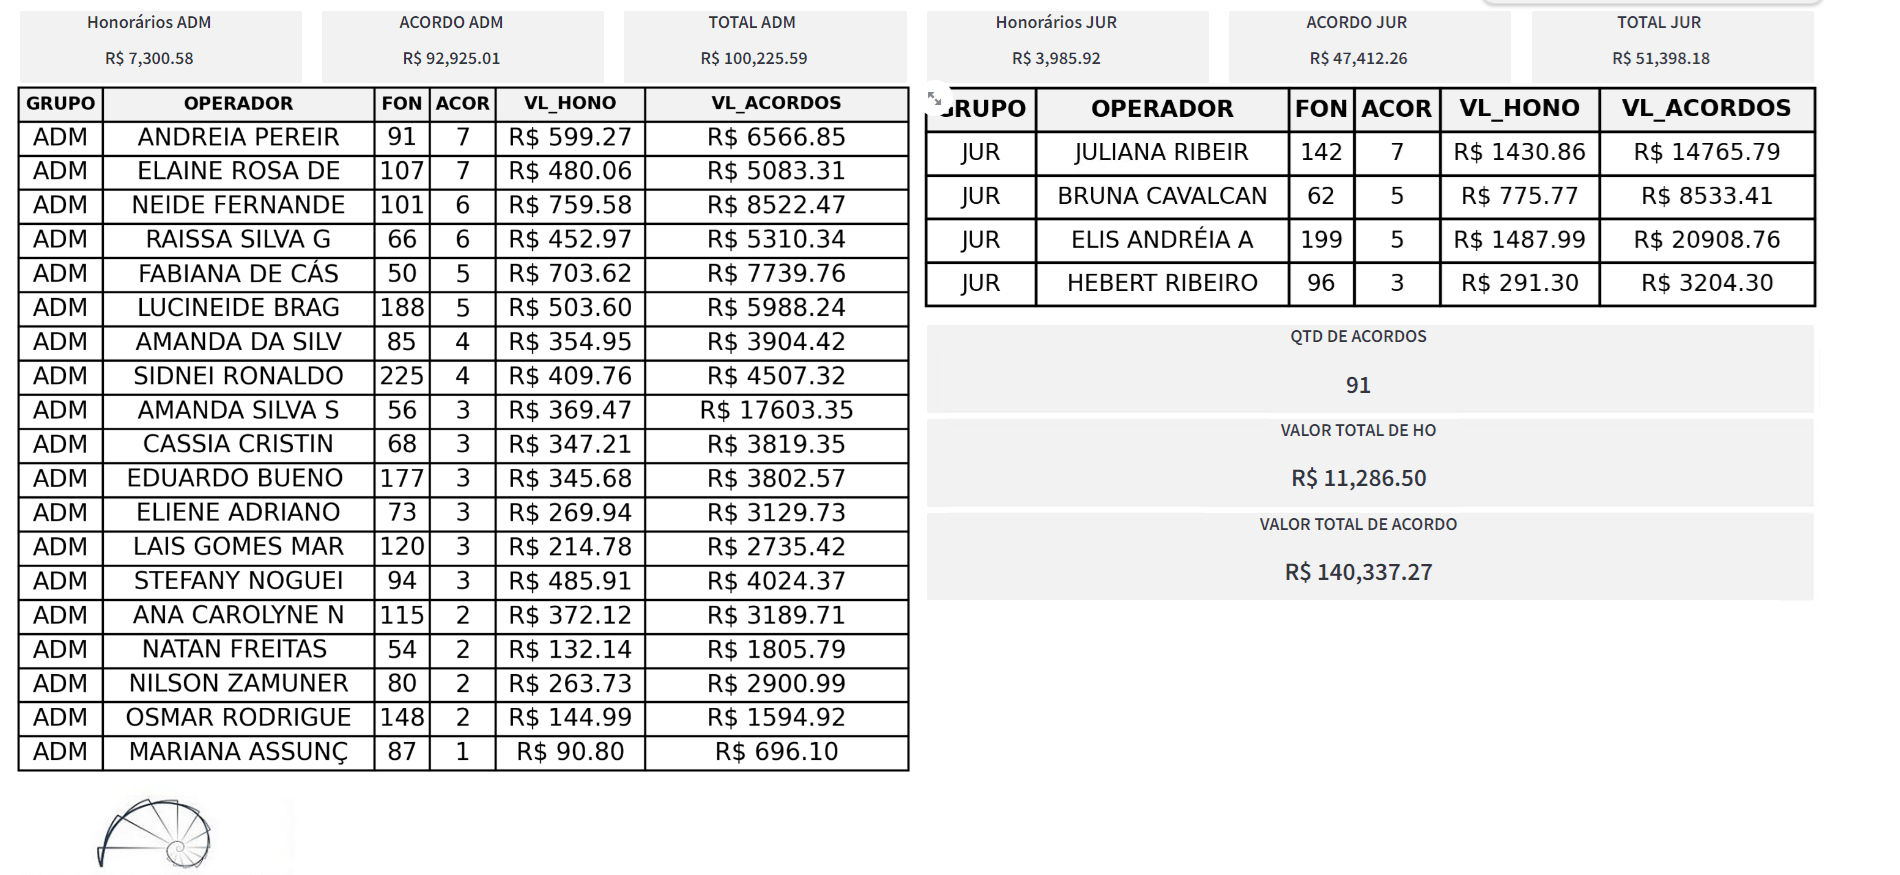 Honorários ADM
R$ 7,300.58
ACORDO ADM
R$ 92,925.01
TOTAL ADM
R$ 100,225.59
Honorários JUR
R$ 3,985.92
ACORDO JUR
R$ 47,412.26
TOTAL JUR
R$ 51,398.18
GRUPO OPERADOR FON ACOR VL_HONO VL_ACORDOS
ADM ANDREIA PEREIR 91 7 R$ 599.27 R$ 6566.85
ADM ELAINE ROSA DE 107 7 R$ 480.06 R$ 5083.31
ADM NEIDE FERNANDE 101 6 R$ 759.58 R$ 8522.47
ADM RAISSA SILVA G 66 6 R$ 452.97 R$ 5310.34
ADM FABIANA DE CÁS 50 5 R$ 703.62 R$ 7739.76
ADM LUCINEIDE BRAG 188 5 R$ 503.60 R$ 5988.24
ADM AMANDA DA SILV 85 4 R$ 354.95 R$ 3904.42
ADM SIDNEI RONALDO 225 4 R$ 409.76 R$ 4507.32
ADM AMANDA SILVA S 56 3 R$ 369.47 R$ 17603.35
ADM CASSIA CRISTIN 68 3 R$ 347.21 R$ 3819.35
ADM EDUARDO BUENO 177 3 R$ 345.68 R$ 3802.57
ADM ELIENE ADRIANO 73 3 R$ 269.94 R$ 3129.73
ADM LAIS GOMES MAR 120 3 R$ 214.78 R$ 2735.42
ADM STEFANY NOGUEI 94 3 R$ 485.91 R$ 4024.37
ADM ANA CAROLYNE N 115 2 R$ 372.12 R$ 3189.71
ADM NATAN FREITAS 54 2 R$ 132.14 R$ 1805.79
ADM NILSON ZAMUNER 80 2 R$ 263.73 R$ 2900.99
ADM OSMAR RODRIGUE 148 2 R$ 144.99 R$ 1594.92
ADM MARIANA ASSUNÇ 87 1 R$ 90.80 R$ 696.10
GRUPO OPERADOR FON ACOR VL_HONO VL_ACORDOS
JUR JULIANA RIBEIR 142 7 R$ 1430.86 R$ 14765.79
JUR BRUNA CAVALCAN 62 5 R$ 775.77 R$ 8533.41
JUR ELIS ANDRÉIA A 199 5 R$ 1487.99 R$ 20908.76
JUR HEBERT RIBEIRO 96 3 R$ 291.30 R$ 3204.30
QTD DE ACORDOS
91
VALOR TOTAL DE HO
R$ 11,286.50
VALOR TOTAL DE ACORDO
R$ 140,337.27